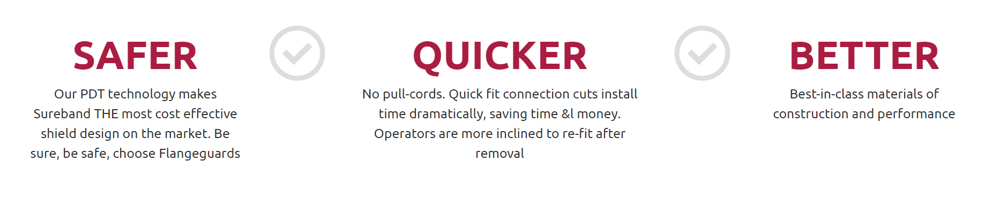 SAFER
Our PDT technology makes
Sureband THE most cost effective
shield design on the market. Be
sure, be safe, choose Flangeguards
QUICKER
No pull-cords. Quick fit connection cuts install
time dramatically, saving time &l money.
Operators are more inclined to re-fit after
removal
BETTER
Best-in-class materials of
construction and performance